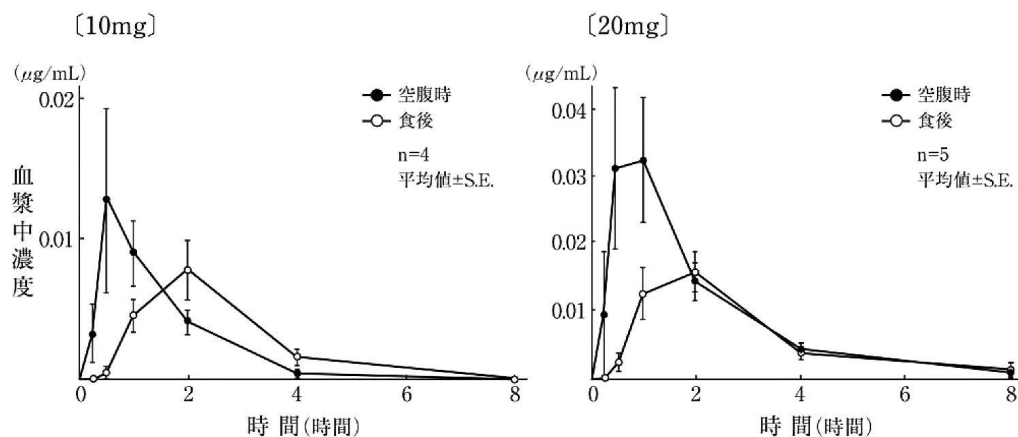 〔10mg〕
(μg/mL)
0.02
0.01
血漿中濃度
空腹時
食後
n=4
平均値±S.E.
0 2 4 6 8
時間(時間)
〔20mg〕
(μg/mL)
0.04
0.03
0.02
0.01
空腹時
食後
n=5
平均値±S.E.
0 2 4 6 8
時間(時間)